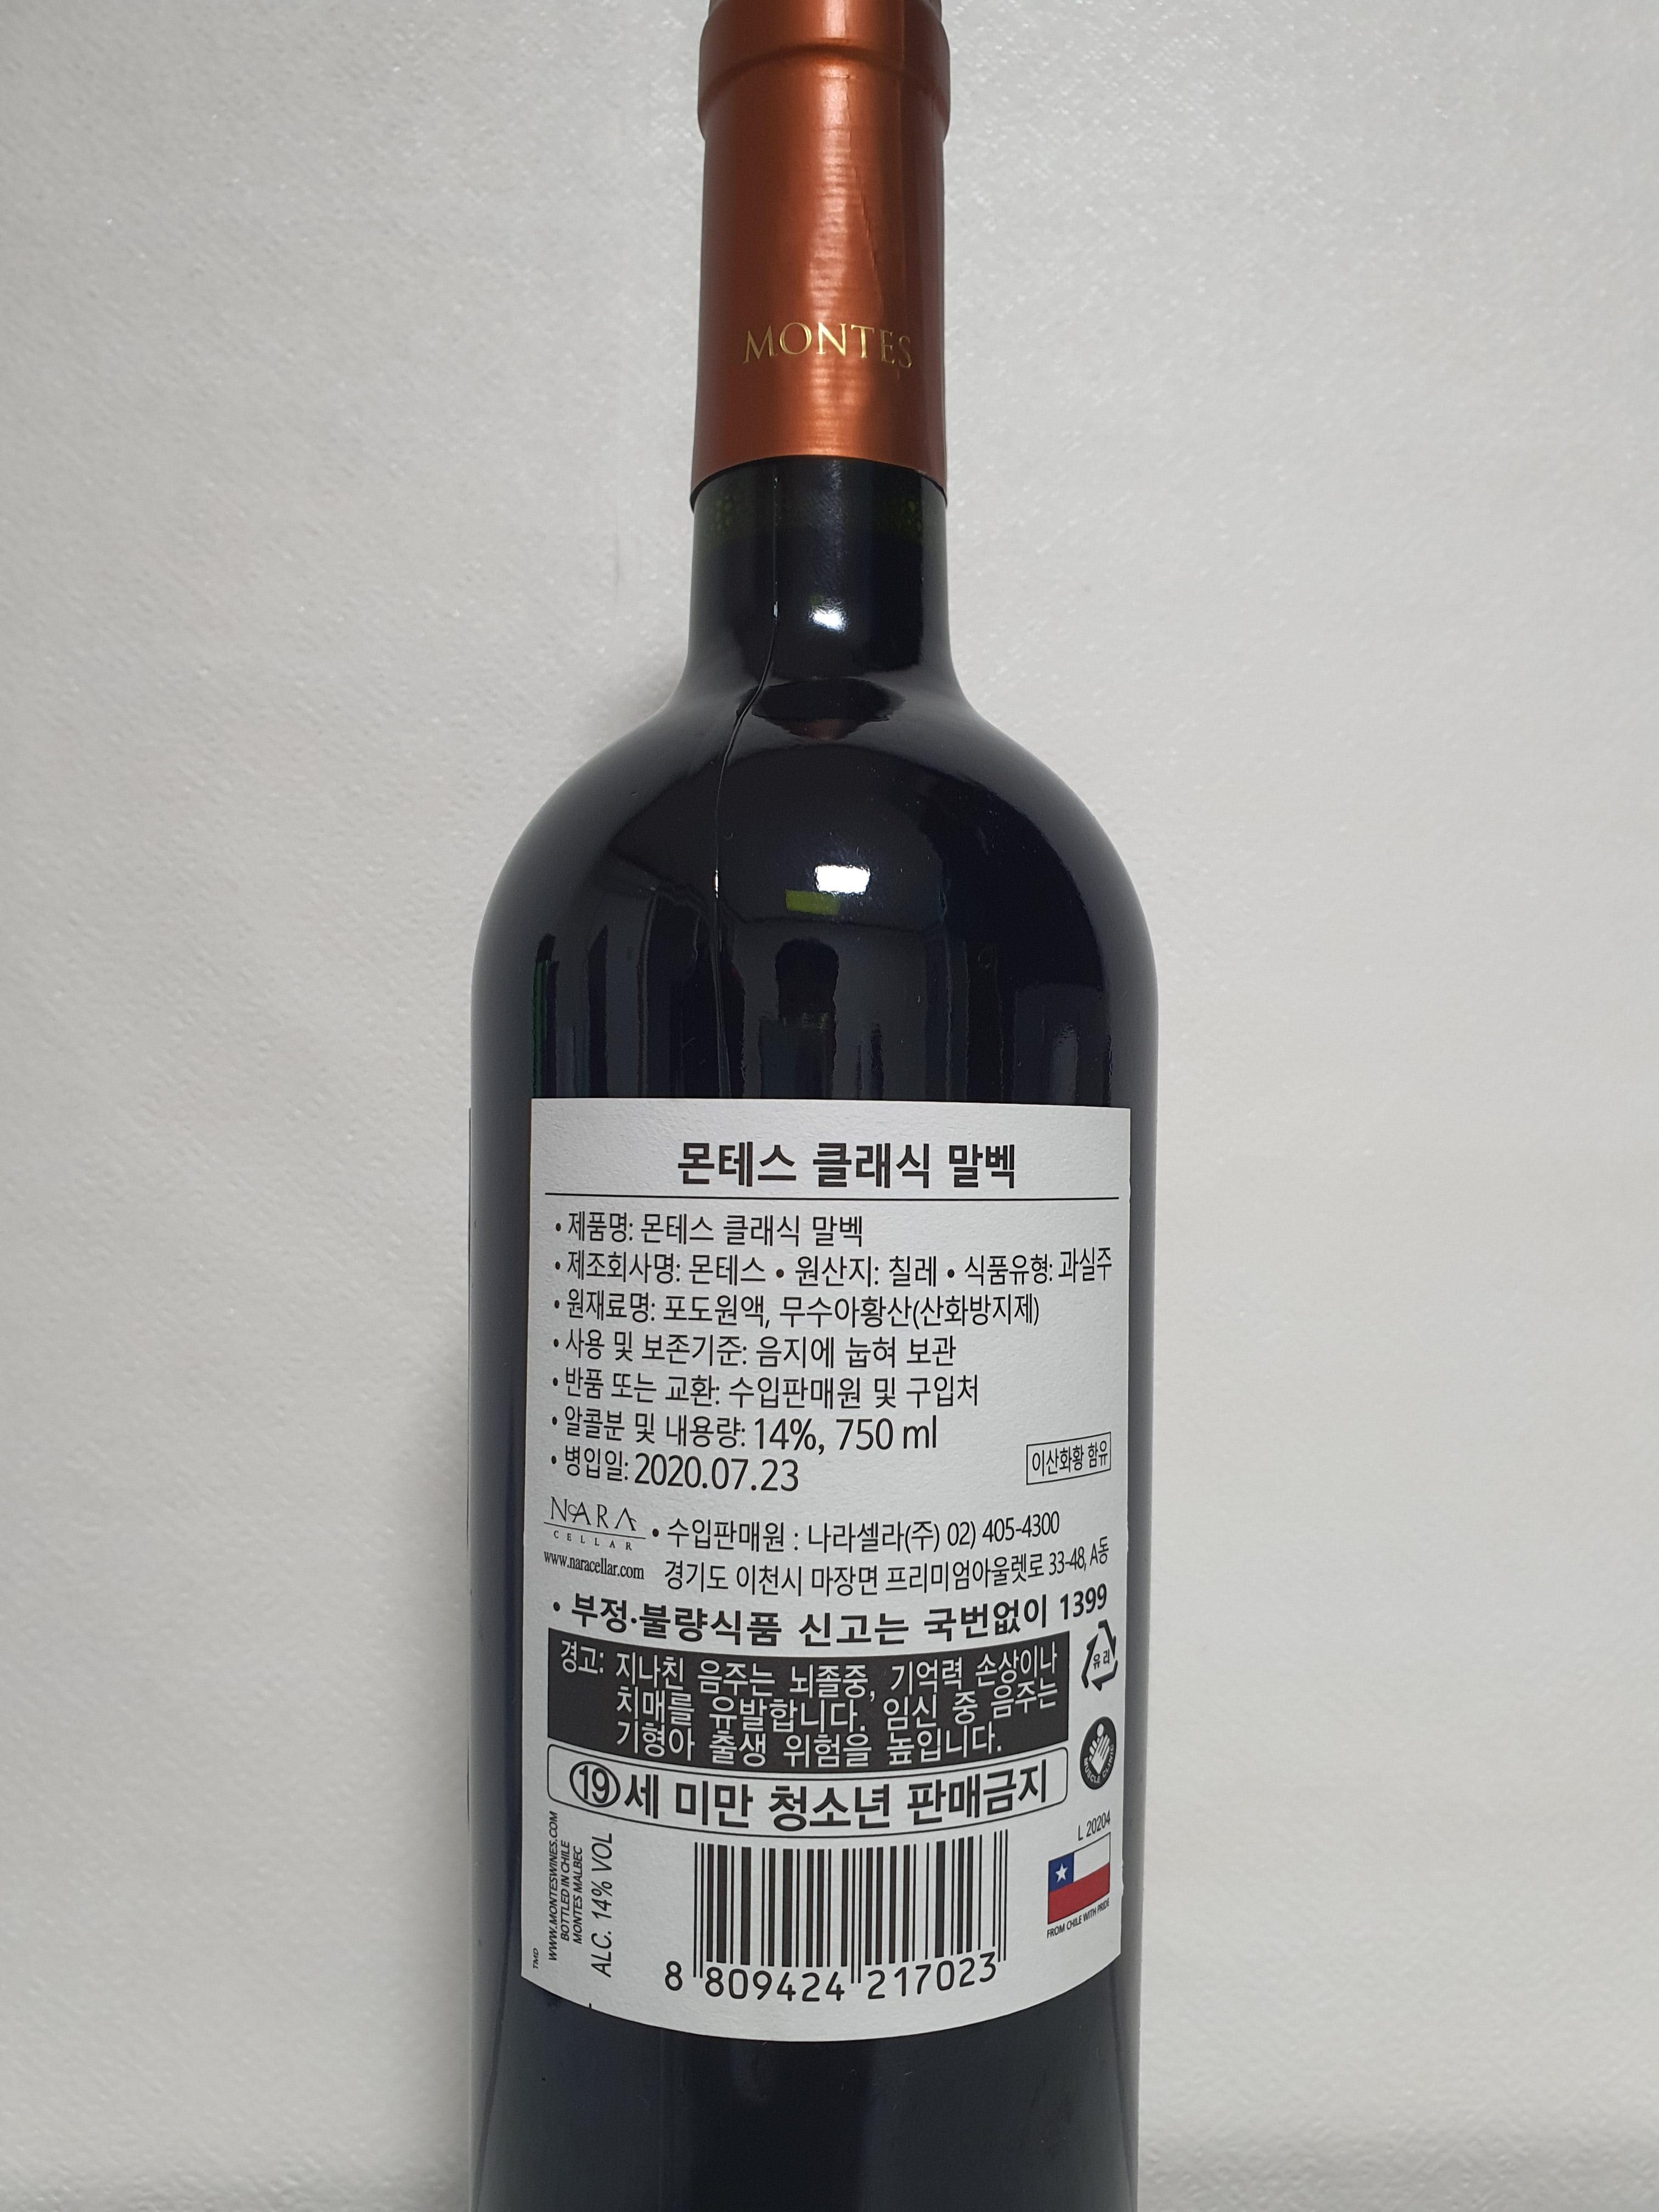 MONTES
몬테스 클래식 말벡
• 제품명: 몬테스 클래식 말벡
• 제조회사명: 몬테스 • 원산지: 칠레 • 식품유형: 과실주
• 원재료명: 포도원액, 무수아황산(산화방지제)
• 사용 및 보존기준: 음지에 눕혀 보관
• 반품 또는 교환: 수입판매원 및 구입처
• 알콜분 및 내용량: 14%, 750 ml
• 병입일: 2020.07.23
이산화황 함유
NARA
CELLAR
www.naracellar.com
• 수입판매원 : 나라셀라(주) 02) 405-4300
경기도 이천시 마장면 프리미엄아울렛로 33-48, A동
• 부정·불량식품 신고는 국번없이 1399
경고: 지나친 음주는 뇌졸중, 기억력 손상이나
치매를 유발합니다. 임신 중 음주는
기형아 출생 위험을 높입니다.
유리
MUSCLE CLINIC
⑲세 미만 청소년 판매금지
TMD
WWW.MONTESWINES.COM
BOTTLED IN CHILE
MONTES MALBEC
ALC. 14% VOL
8 809424 217023
L 20204
FROM CHILE WITH PRIDE